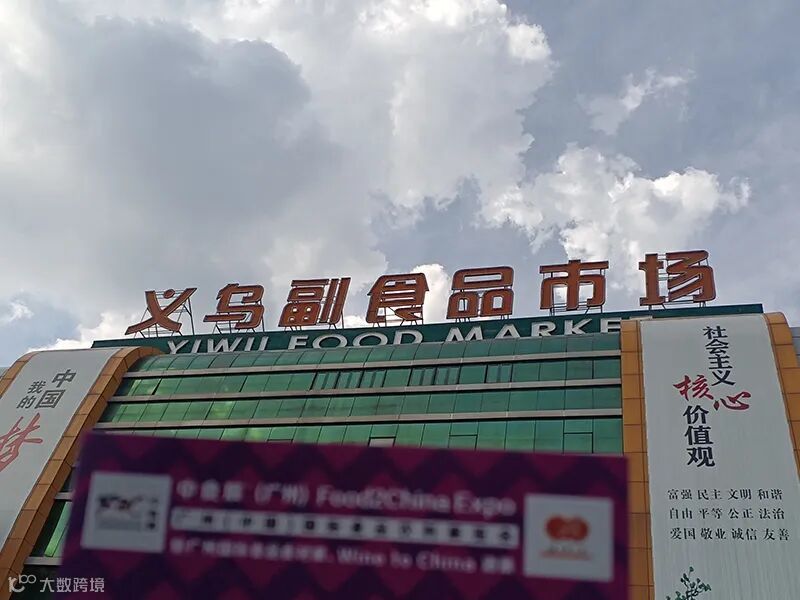 义乌副食品市场
YIWU FOOD MARKET
中国
我的
梦
社会主义
核心
价值观
富强 民主 文明 和谐
自由 平等 公正 法治
爱国 敬业 诚信 友善
中食展（广州）Food2China Expo
Wine to China
大数跨境